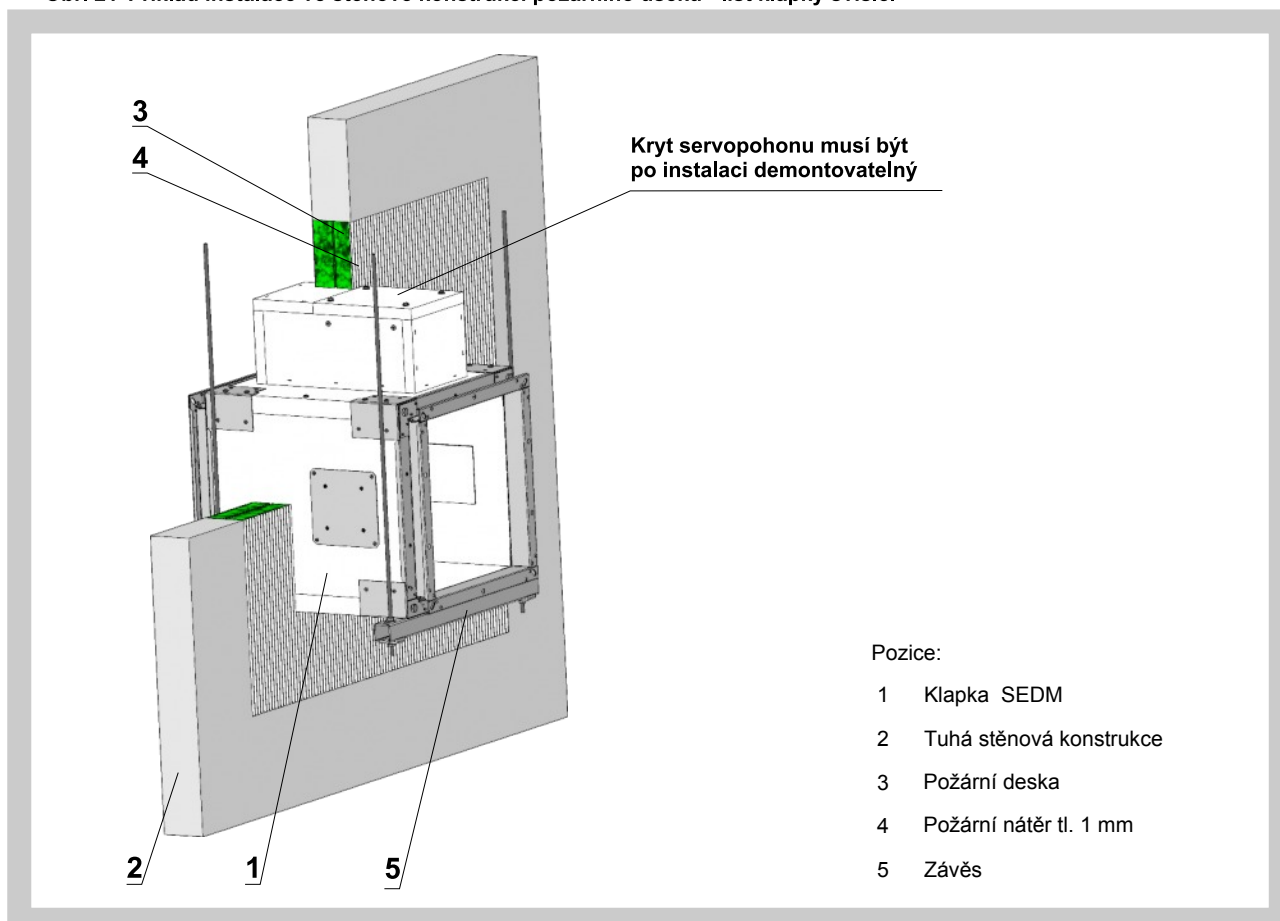 3
4
Kryt servopohonu musí být
po instalaci demontovatelný
2
1
5
Pozice:
1 Klapka SEDM
2 Tuhá stěnová konstrukce
3 Požární deska
4 Požární nátěr tl. 1 mm
5 Závěs